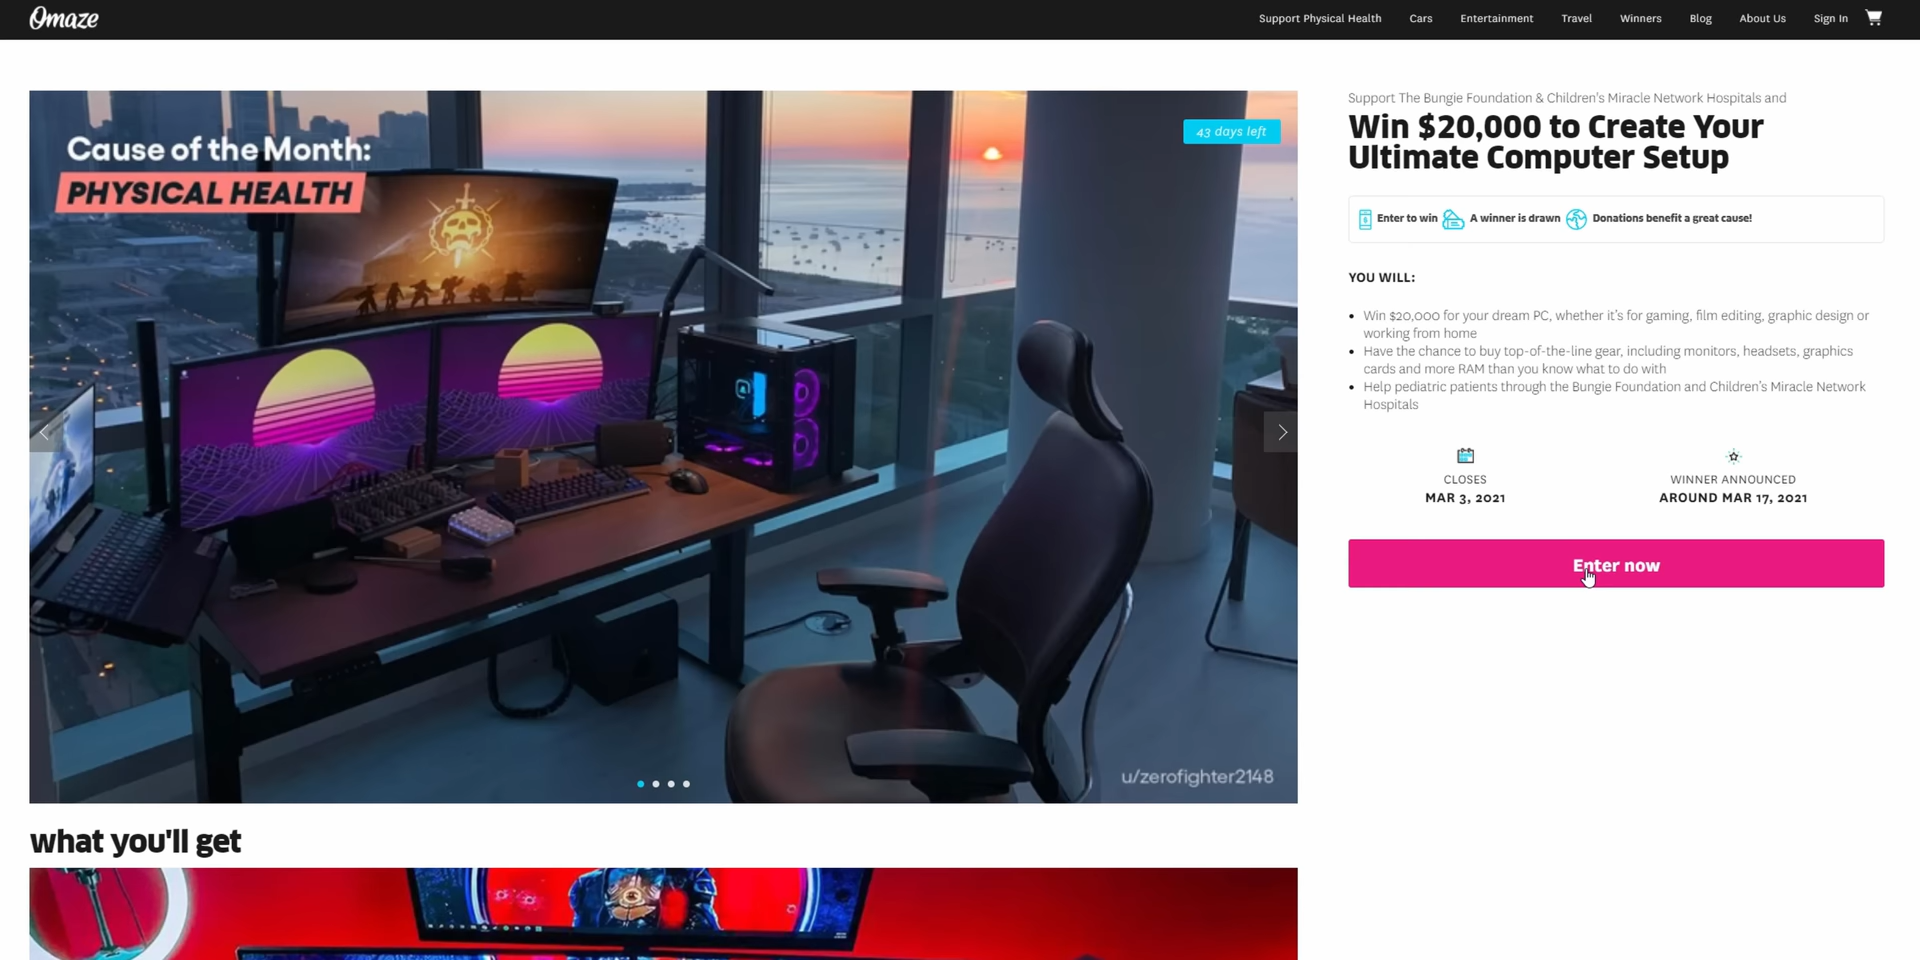 Omaze
Support Physical Health
Cars
Entertainment
Travel
Winners
Blog
About Us
Sign In
Cause of the Month:
PHYSICAL HEALTH
43 days left
u/zerofighter2148
Support The Bungie Foundation & Children's Miracle Network Hospitals and
Win $20,000 to Create Your
Ultimate Computer Setup
Enter to win
A winner is drawn
Donations benefit a great cause!
YOU WILL:
Win $20,000 for your dream PC, whether it's for gaming, film editing, graphic design or
working from home
Have the chance to buy top-of-the-line gear, including monitors, headsets, graphics
cards and more RAM than you know what to do with
Help pediatric patients through the Bungie Foundation and Children's Miracle Network
Hospitals
CLOSES
MAR 3, 2021
WINNER ANNOUNCED
AROUND MAR 17, 2021
Enter now
what you'll get